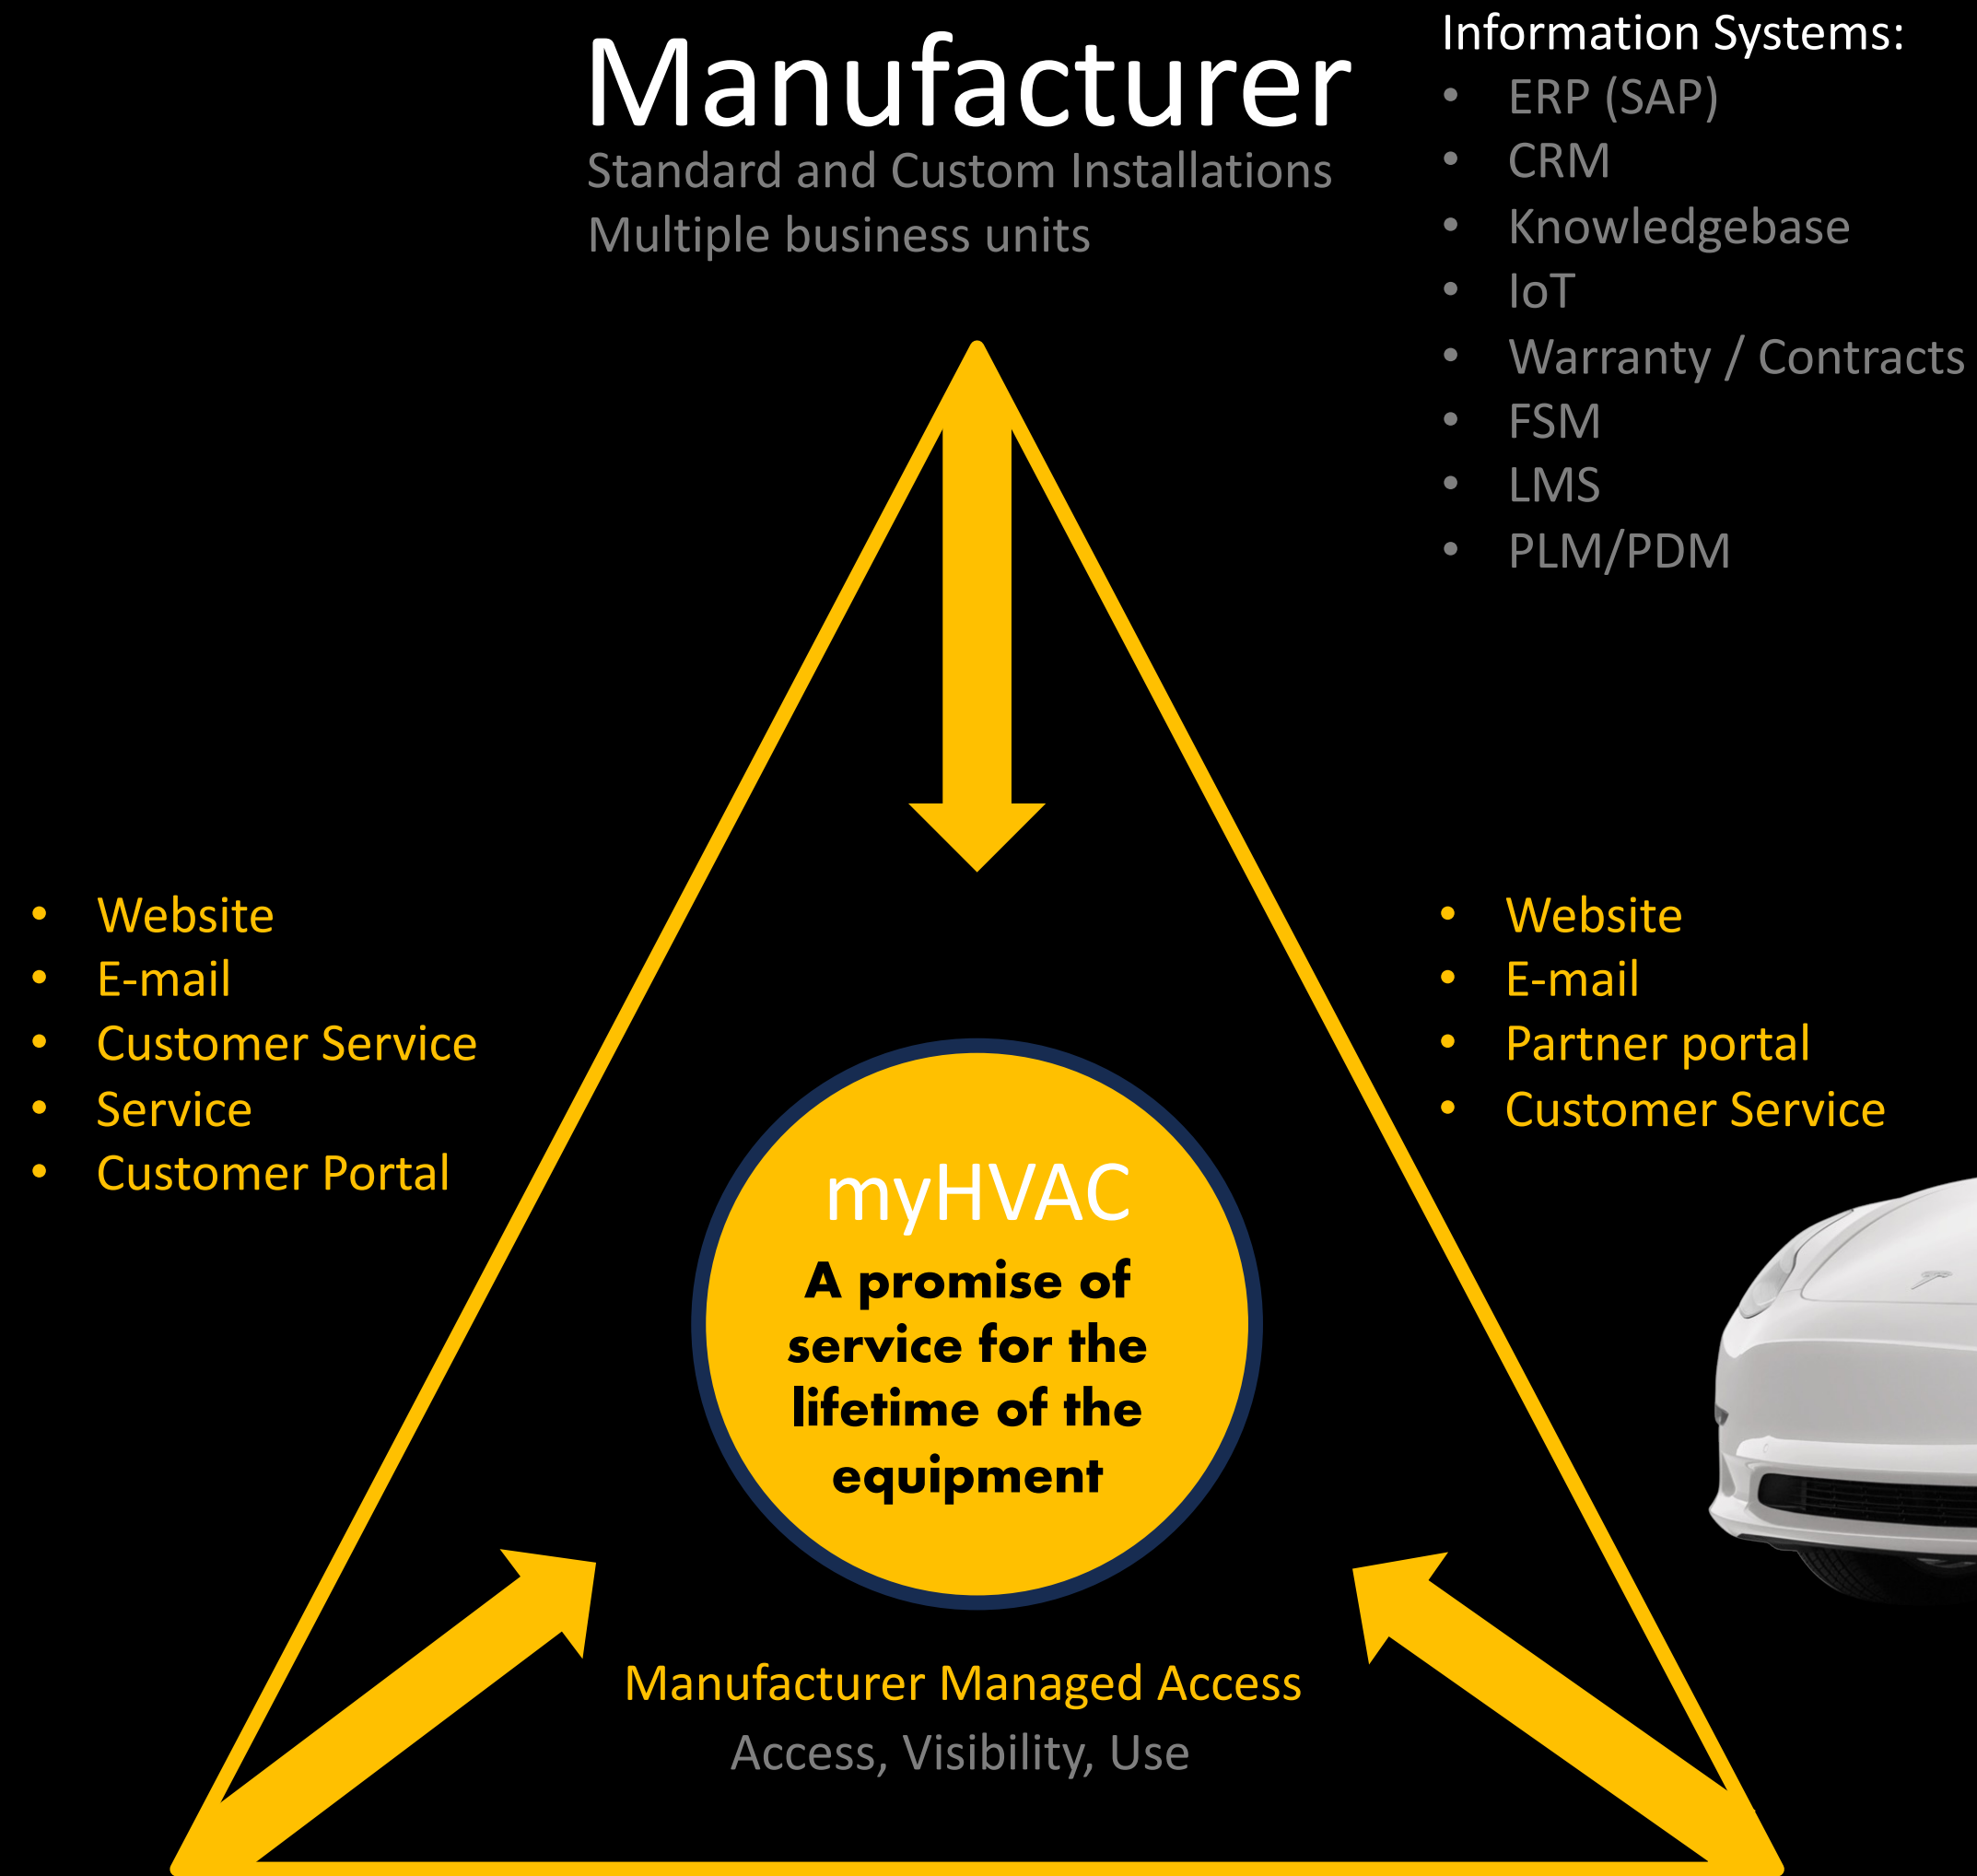 Manufacturer
Standard and Custom Installations
Multiple business units
Information Systems:
• ERP (SAP)
• CRM
• Knowledgebase
• IoT
• Warranty / Contracts
• FSM
• LMS
• PLM/PDM
• Website
• E-mail
• Customer Service
• Service
• Customer Portal
• Website
• E-mail
• Partner portal
• Customer Service
myHVAC
A promise of
service for the
lifetime of the
equipment
Manufacturer Managed Access
Access, Visibility, Use